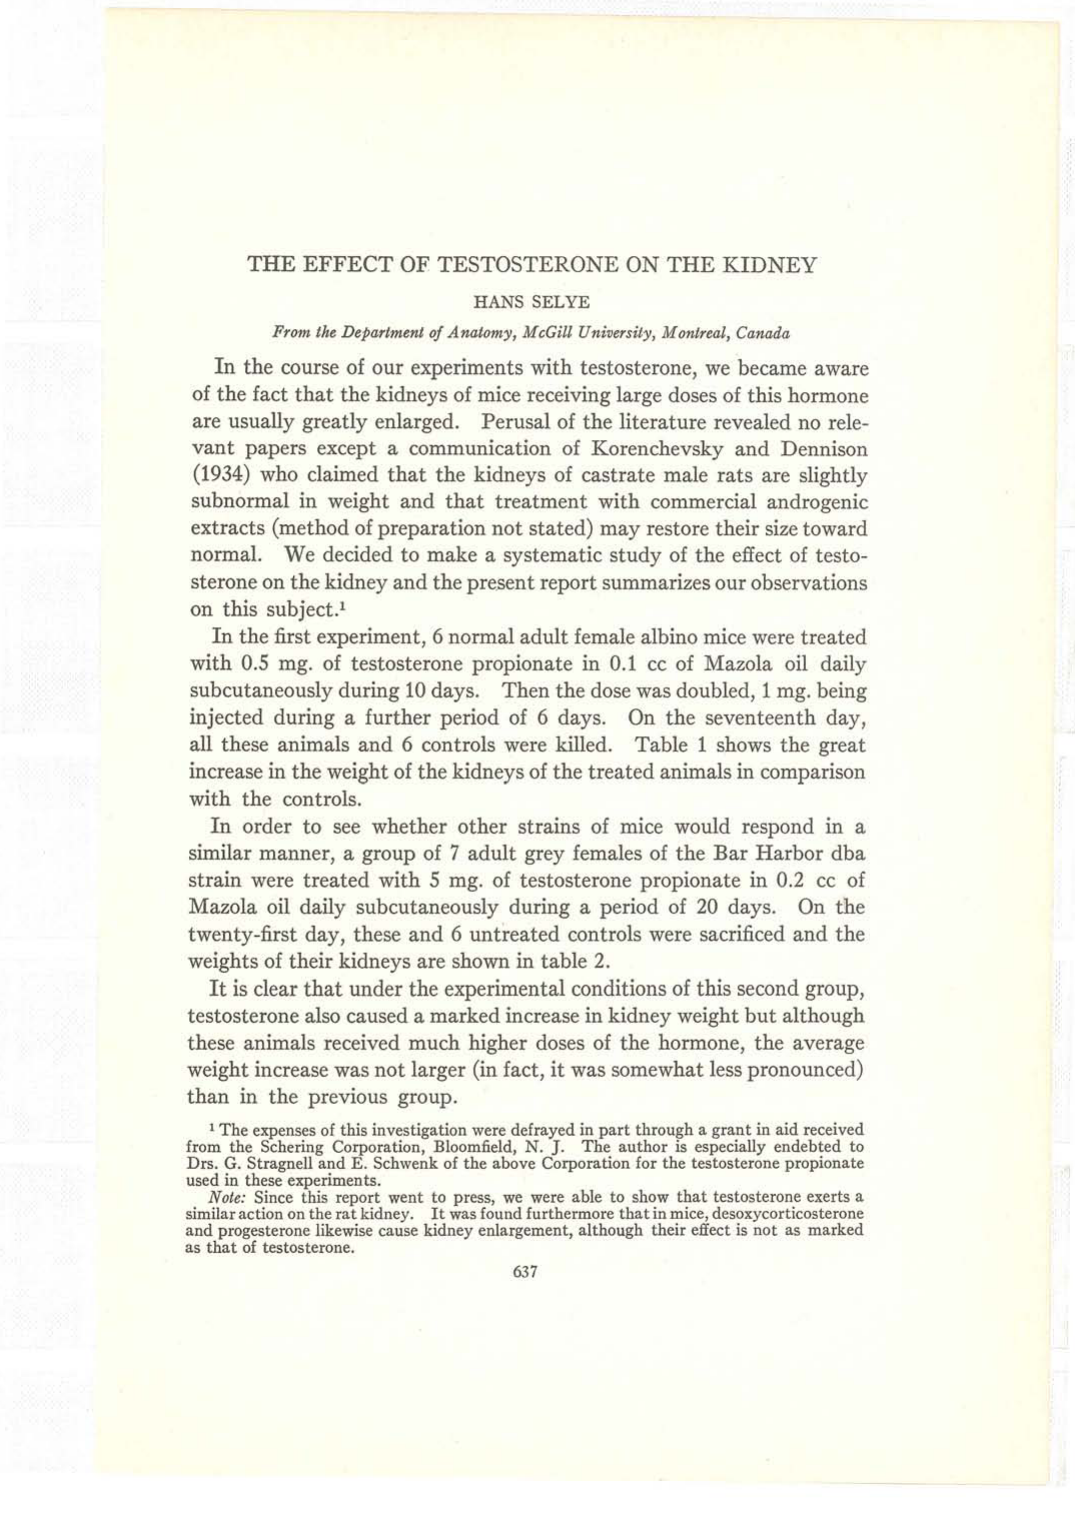 THE EFFECT OF TESTOSTERONE ON THE KIDNEY
HANS SELYE
From the Department of Anatomy, McGill University, Montreal, Canada
In the course of our experiments with testosterone, we became aware
of the fact that the kidneys of mice receiving large doses of this hormone
are usually greatly enlarged. Perusal of the literature revealed no rele-
vant papers except a communication of Korenchevsky and Dennison
(1934) who claimed that the kidneys of castrate male rats are slightly
subnormal in weight and that treatment with commercial androgenic
extracts (method of preparation not stated) may restore their size toward
normal. We decided to make a systematic study of the effect of testo-
sterone on the kidney and the present report summarizes our observations
on this subject.¹
In the first experiment, 6 normal adult female albino mice were treated
with 0.5 mg. of testosterone propionate in 0.1 cc of Mazola oil daily
subcutaneously during 10 days. Then the dose was doubled, 1 mg. being
injected during a further period of 6 days. On the seventeenth day,
all these animals and 6 controls were killed. Table 1 shows the great
increase in the weight of the kidneys of the treated animals in comparison
with the controls.
In order to see whether other strains of mice would respond in a
similar manner, a group of 7 adult grey females of the Bar Harbor dba
strain were treated with 5 mg. of testosterone propionate in 0.2 cc of
Mazola oil daily subcutaneously during a period of 20 days. On the
twenty-first day, these and 6 untreated controls were sacrificed and the
weights of their kidneys are shown in table 2.
It is clear that under the experimental conditions of this second group,
testosterone also caused a marked increase in kidney weight but although
these animals received much higher doses of the hormone, the average
weight increase was not larger (in fact, it was somewhat less pronounced)
than in the previous group.
¹ The expenses of this investigation were defrayed in part through a grant in aid received
from the Schering Corporation, Bloomfield, N. J. The author is especially endebted to
Drs. G. Stragnell and E. Schwenk of the above Corporation for the testosterone propionate
used in these experiments.
Note: Since this report went to press, we were able to show that testosterone exerts a
similar action on the rat kidney. It was found furthermore that in mice, desoxycorticosterone
and progesterone likewise cause kidney enlargement, although their effect is not as marked
as that of testosterone.
637